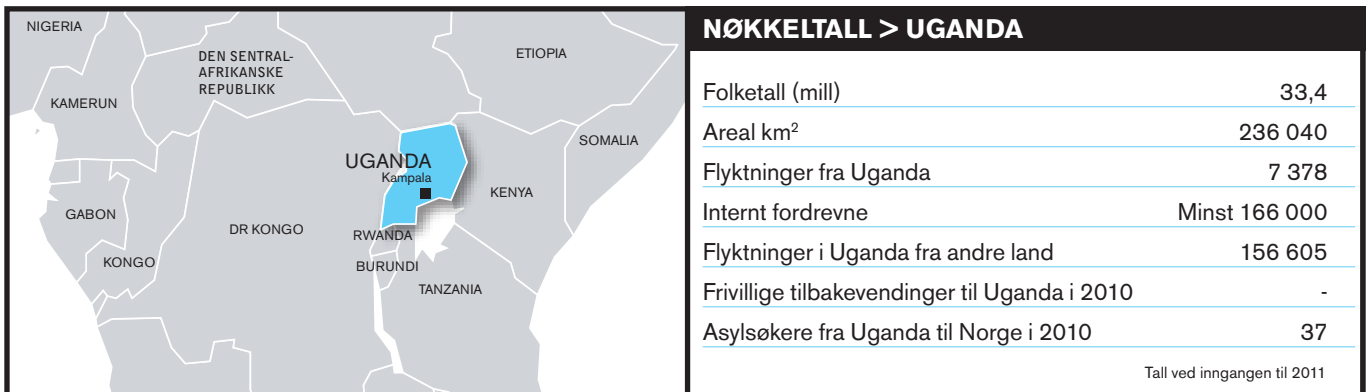 NIGERIA
ETIOPIA
DEN SENTRAL-
AFRIKANSKE
REPUBLIKK
KAMERUN
SOMALIA
UGANDA
Kampala
KENYA
GABON
DR KONGO
RWANDA
KONGO
BURUNDI
TANZANIA
NØKKELTALL > UGANDA
Folketall (mill) 33,4
Areal km² 236 040
Flyktninger fra Uganda 7 378
Internt fordrevne Minst 166 000
Flyktninger i Uganda fra andre land 156 605
Frivillige tilbakevendinger til Uganda i 2010 -
Asylsøkere fra Uganda til Norge i 2010 37
Tall ved inngangen til 2011